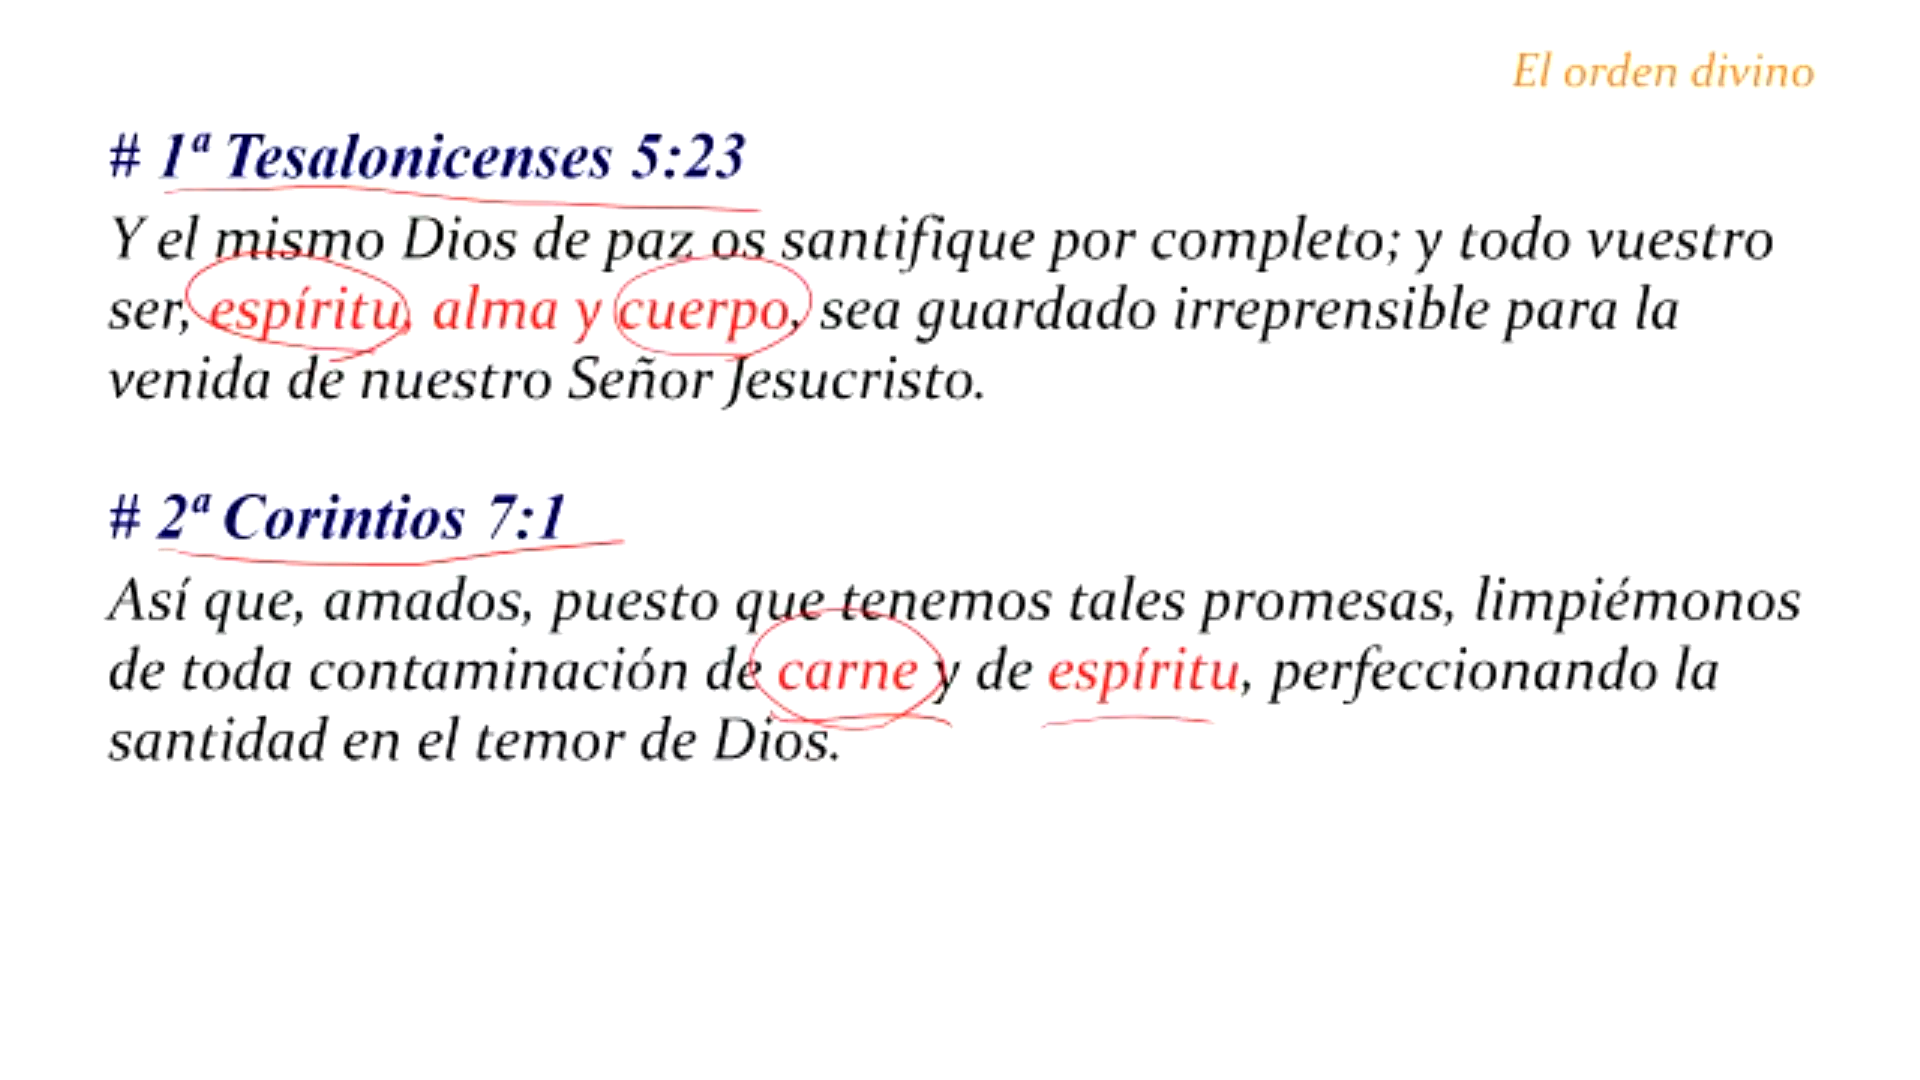 El orden divino
# 1ª Tesalonicenses 5:23
Y el mismo Dios de paz os santifique por completo; y todo vuestro
ser, espíritu, alma y cuerpo, sea guardado irreprensible para la
venida de nuestro Señor Jesucristo.
# 2ª Corintios 7:1
Así que, amados, puesto que tenemos tales promesas, limpiémonos
de toda contaminación de carne y de espíritu, perfeccionando la
santidad en el temor de Dios.